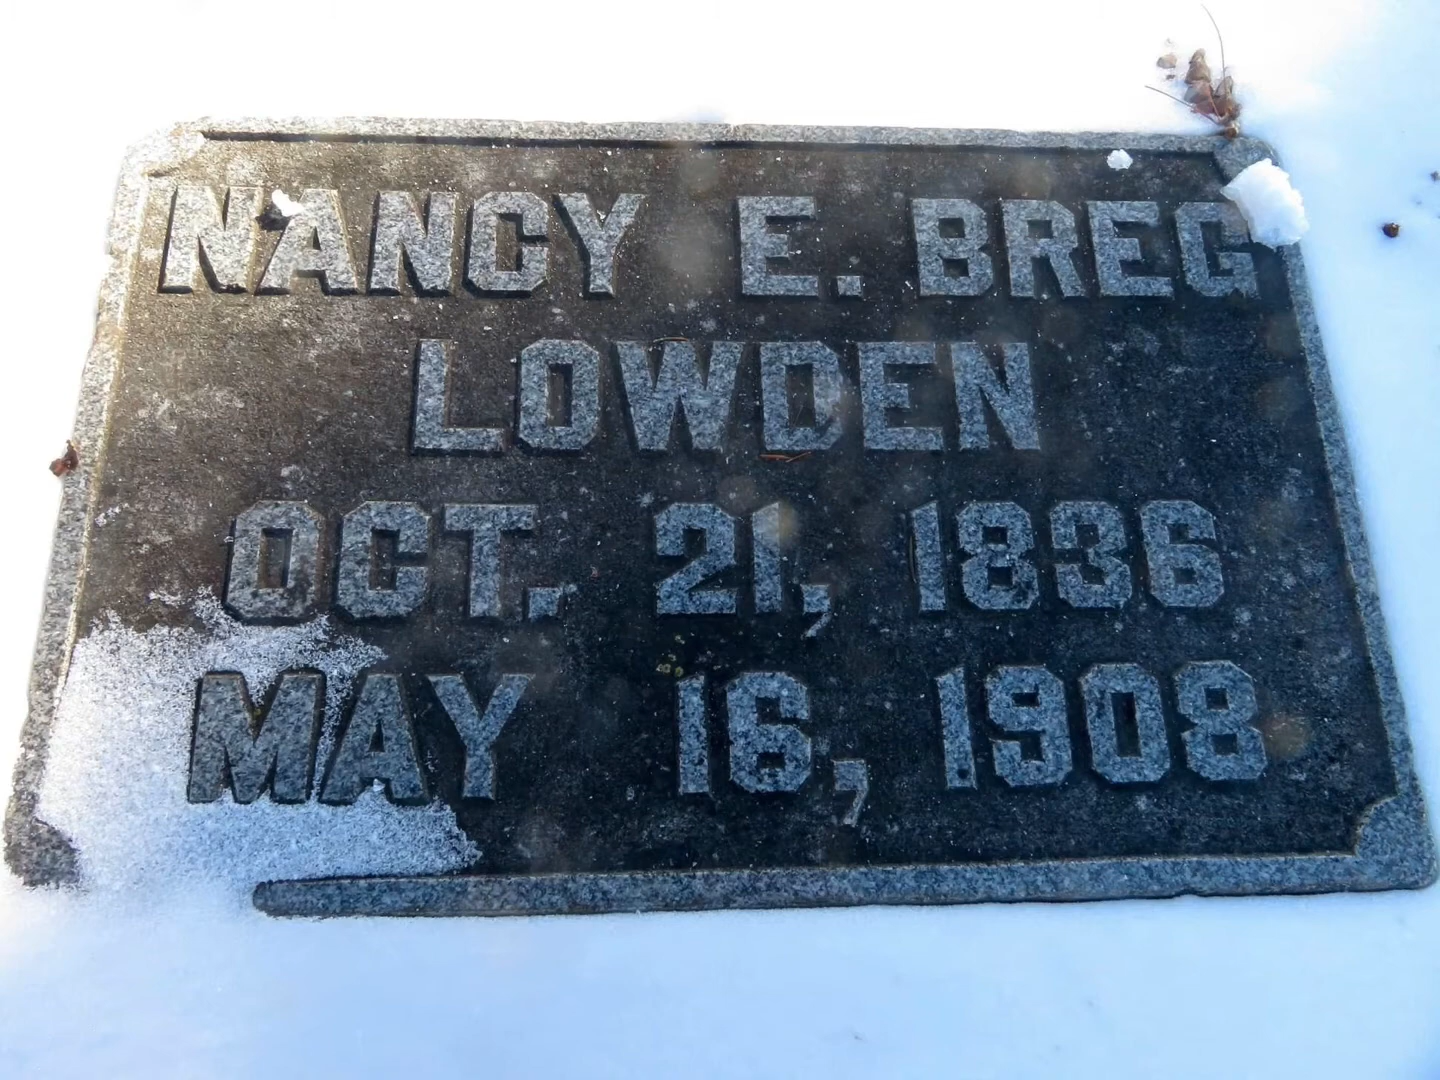 NANCY E. BREG
LOWDEN
OCT. 21, 1836
MAY 16, 1908